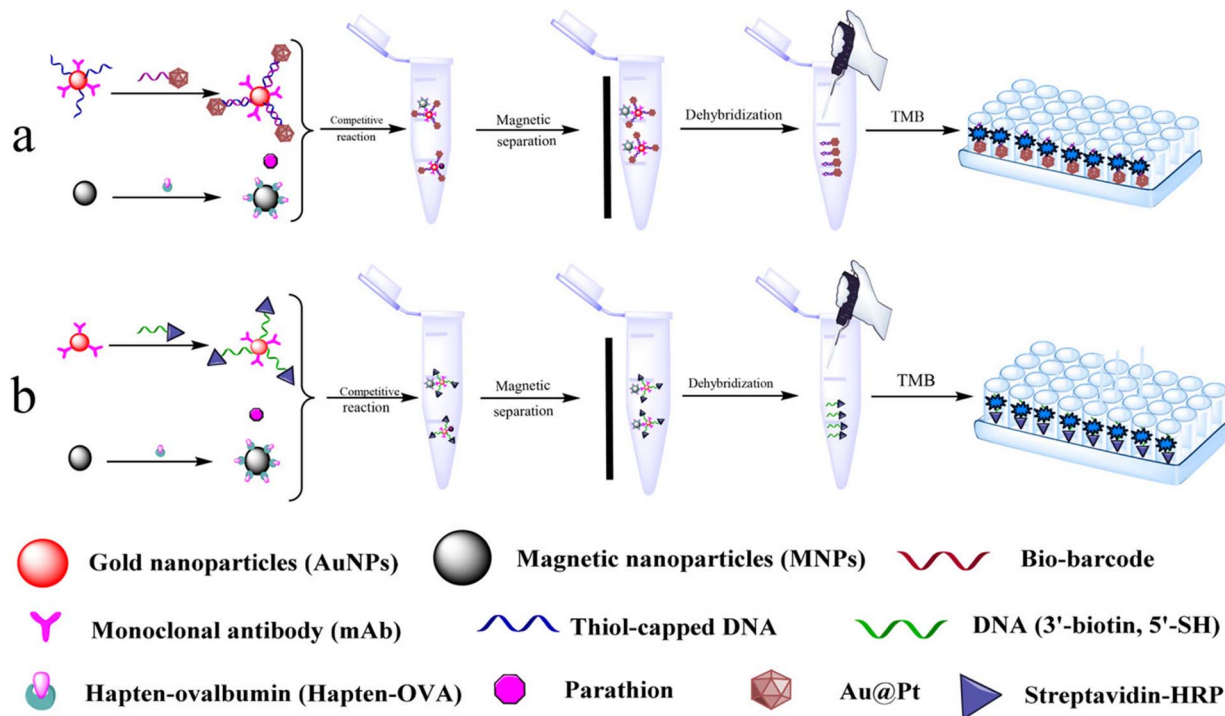 a
Competitive
reaction
Magnetic
separation
Dehybridization
TMB
b
Competitive
reaction
Magnetic
separation
Dehybridization
TMB
Gold nanoparticles (AuNPs)
Magnetic nanoparticles (MNPs)
Bio-barcode
Monoclonal antibody (mAb)
Thiol-capped DNA
DNA (3'-biotin, 5'-SH)
Hapten-ovalbumin (Hapten-OVA)
Parathion
Au@Pt
Streptavidin-HRP